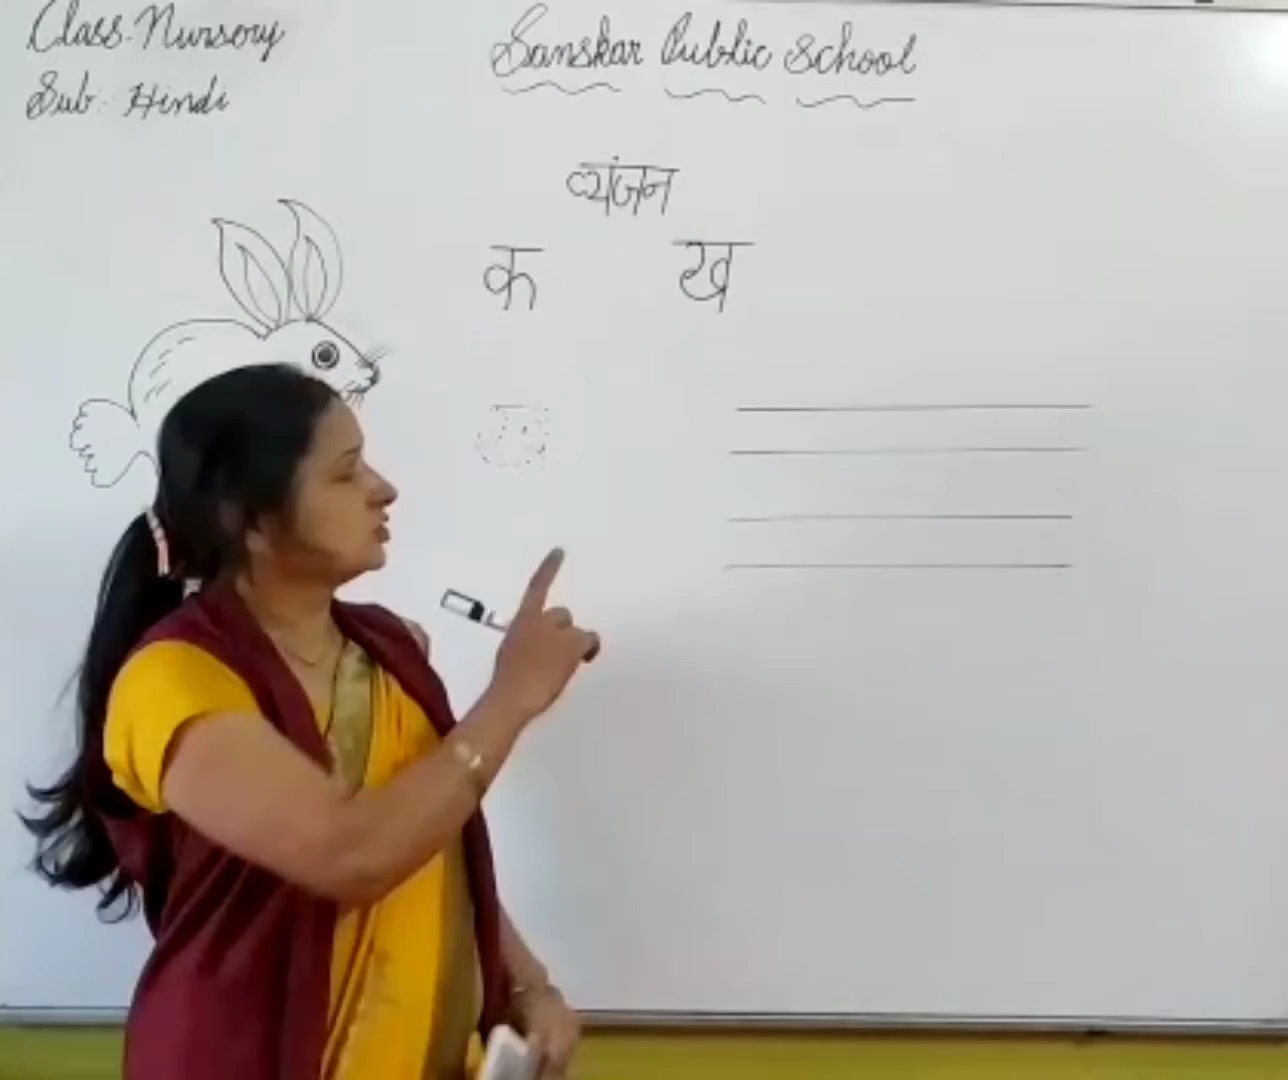 Class. Nursery
Sub:- Hindi
Sanskar Public School
व्यंजन
क ख